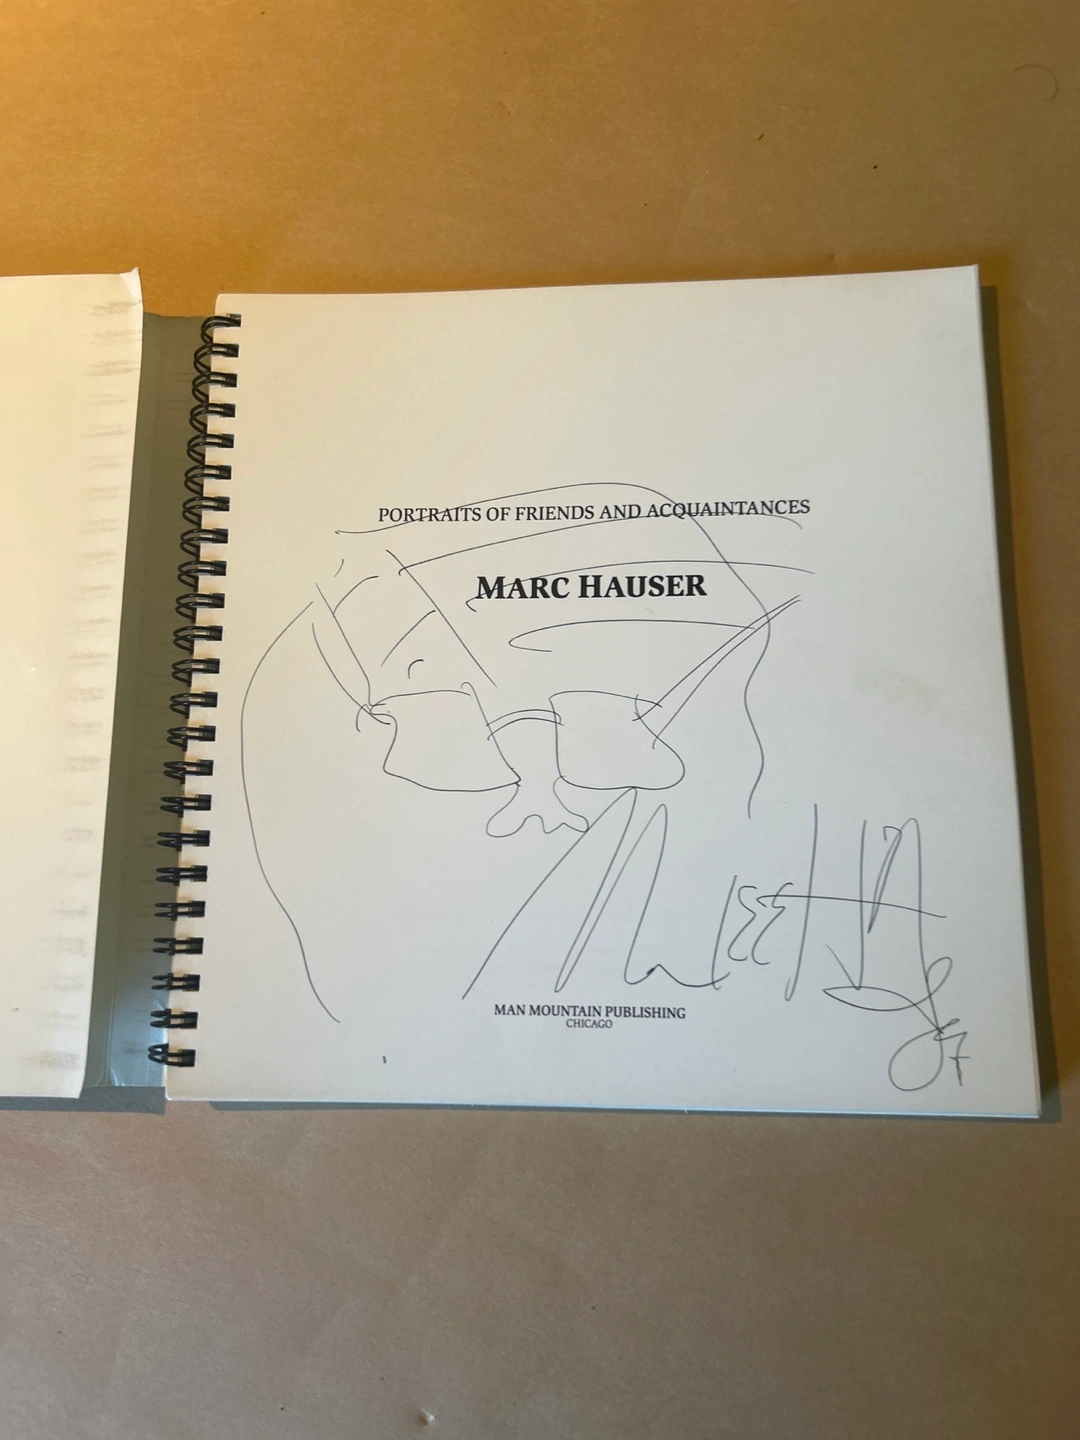 PORTRAITS OF FRIENDS AND ACQUAINTANCES
MARC HAUSER
MAN MOUNTAIN PUBLISHING
CHICAGO